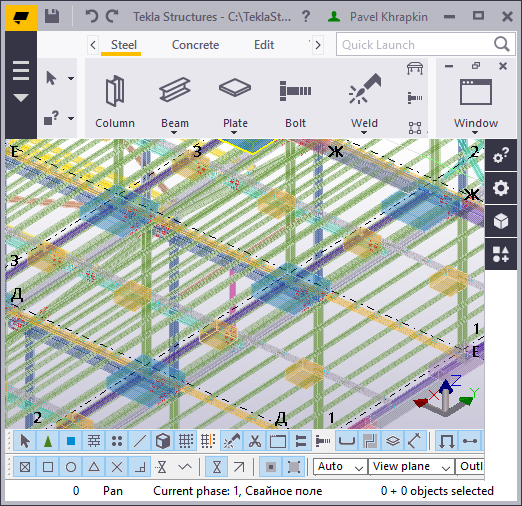 Tekla Structures - C:\TeklaSt...
Pavel Khrapkin
Steel Concrete Edit
Quick Launch
Column Beam Plate Bolt Weld Window
Е
3
Ж
2
Ж
3
Д
1
Е
2
Д
1
Z
X
Y
Auto View plane Outl
0 Pan Current phase: 1, Свайное поле 0 + 0 objects selected